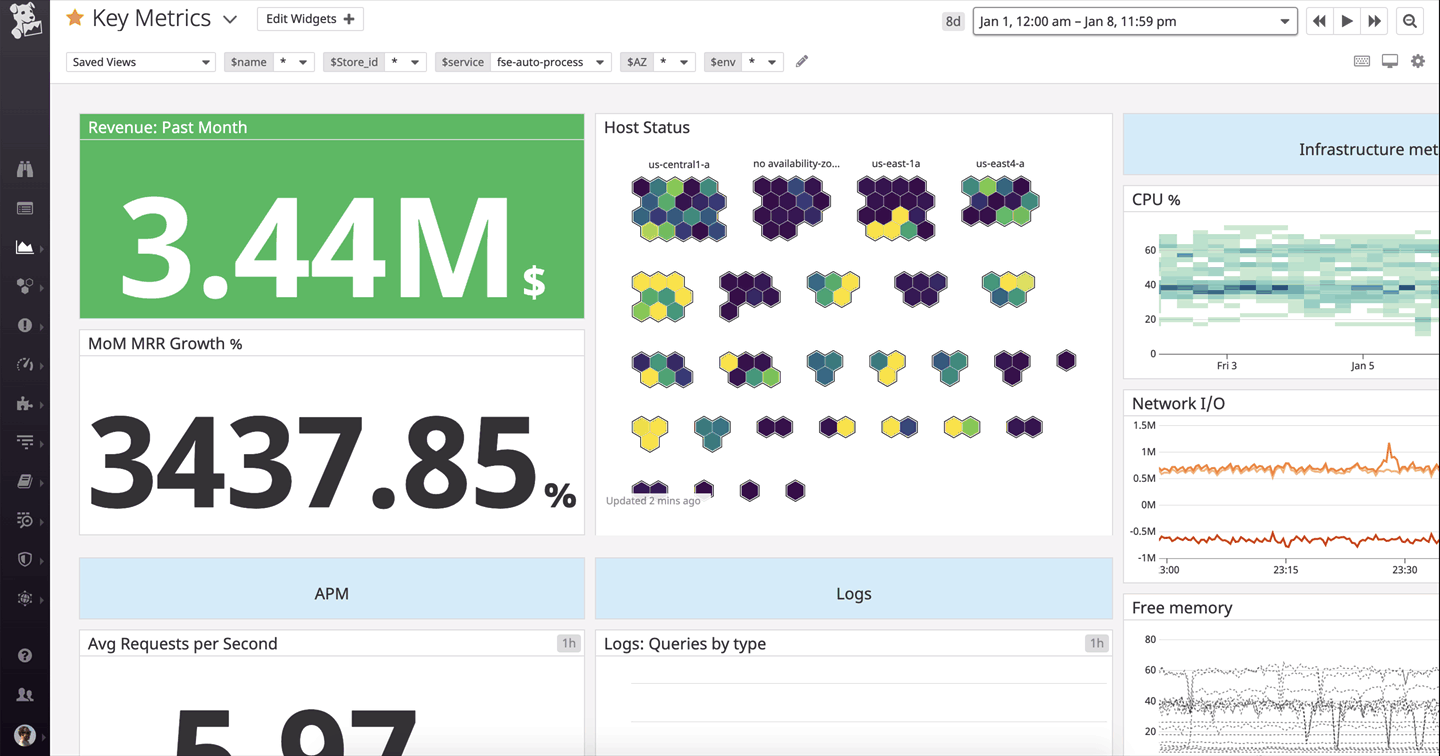 Key Metrics
Edit Widgets +
8d
Jan 1, 12:00 am – Jan 8, 11:59 pm
Saved Views
$name *
$Store_id *
$service fse-auto-process
$AZ *
$env *
Revenue: Past Month
3.44M $
MoM MRR Growth %
3437.85 %
Host Status
us-central1-a
no availability-zo...
us-east-1a
us-east4-a
Updated 2 mins ago
Infrastructure met
CPU %
60
40
20
0
Fri 3
Jan 5
Network I/O
1.5M
1M
0.5M
0M
-0.5M
-1M
3:00
23:15
23:30
Free memory
80
60
40
20
APM
Logs
Avg Requests per Second
1h
5.97
Logs: Queries by type
1h